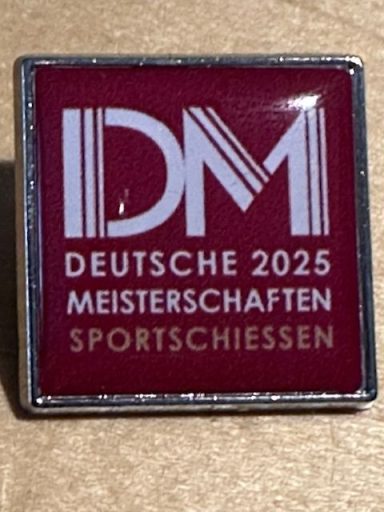 DM
DEUTSCHE 2025
MEISTERSCHAFTEN
SPORTSCHIESSEN